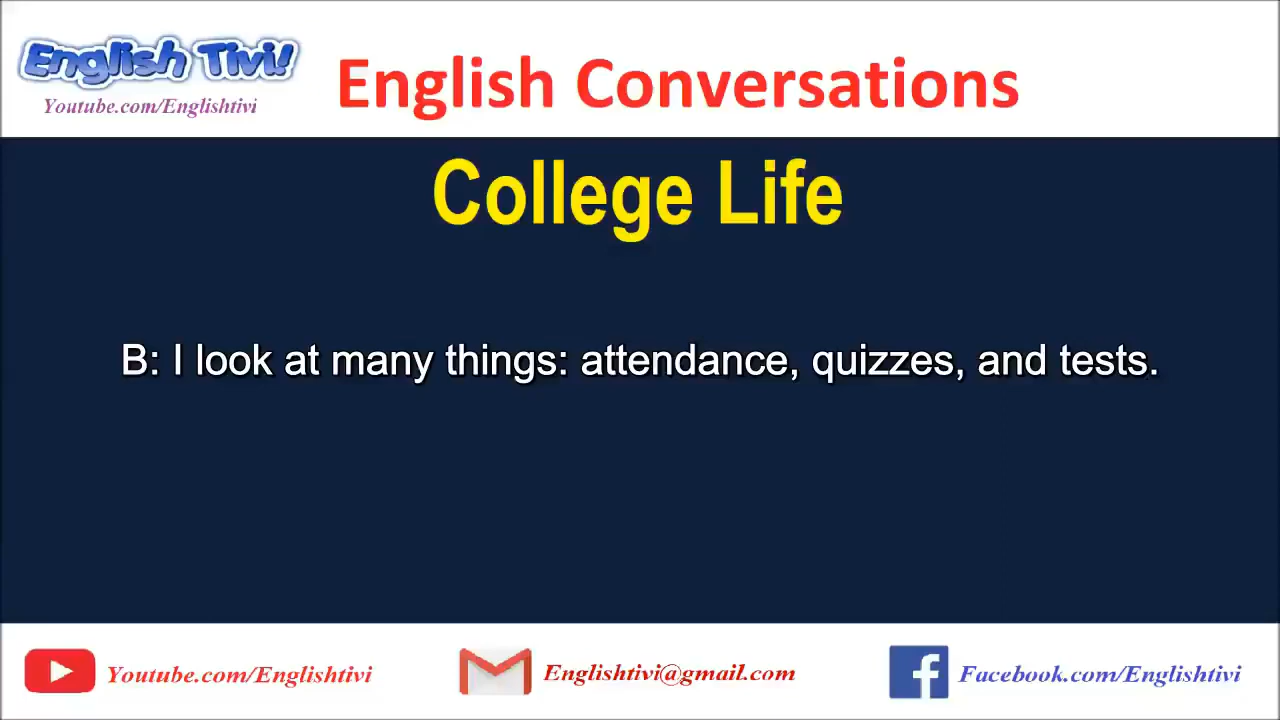 English Tivi!
Youtube.com/Englishtivi
English Conversations
College Life
B: I look at many things: attendance, quizzes, and tests.
Youtube.com/Englishtivi
Englishtivi@gmail.com
Facebook.com/Englishtivi